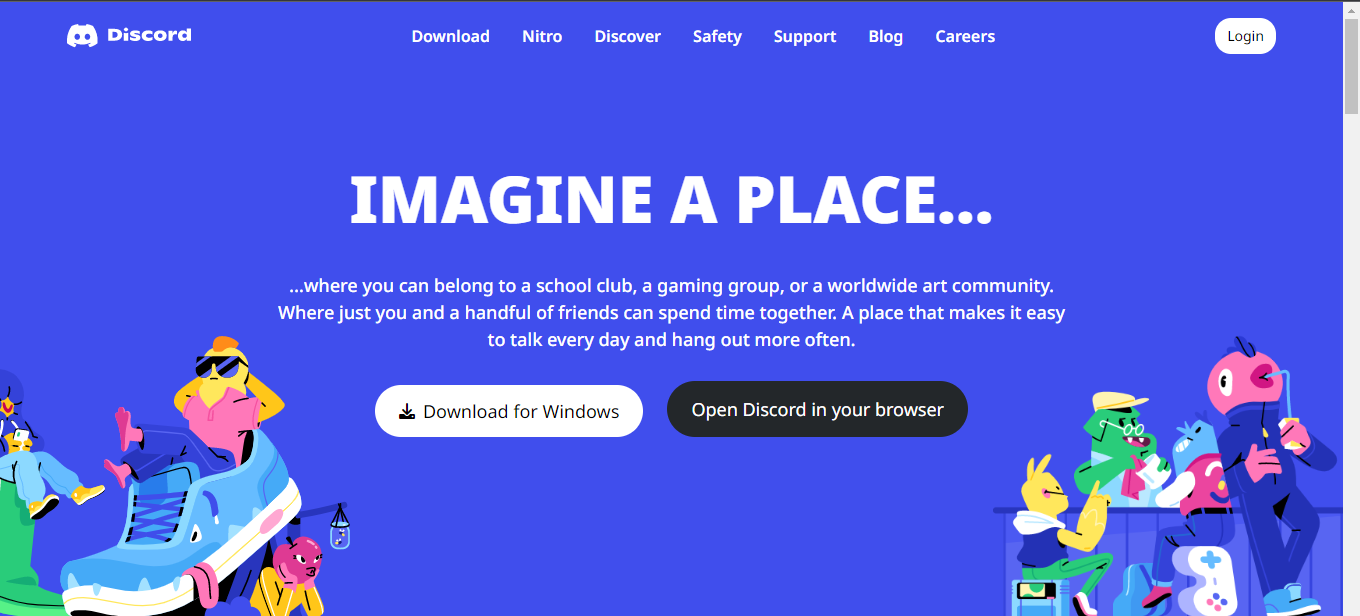 Discord
Download Nitro Discover Safety Support Blog Careers
Login
IMAGINE A PLACE...
...where you can belong to a school club, a gaming group, or a worldwide art community.
Where just you and a handful of friends can spend time together. A place that makes it easy
to talk every day and hang out more often.
Download for Windows
Open Discord in your browser